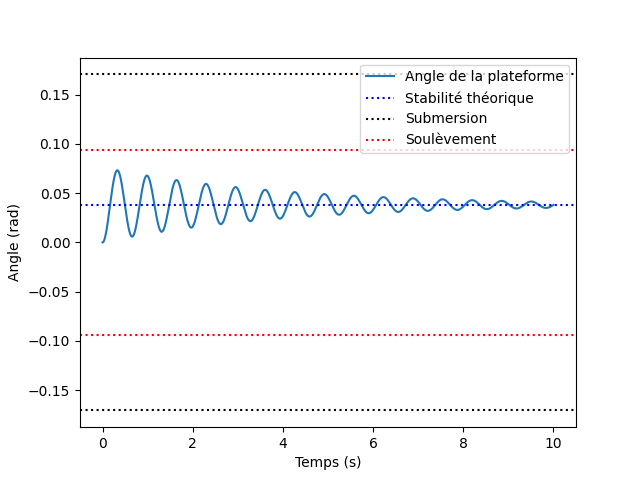 Angle de la plateforme
Stabilité théorique
Submersion
Soulèvement
0.15
0.10
0.05
0.00
−0.05
−0.10
−0.15
Angle (rad)
0 2 4 6 8 10
Temps (s)